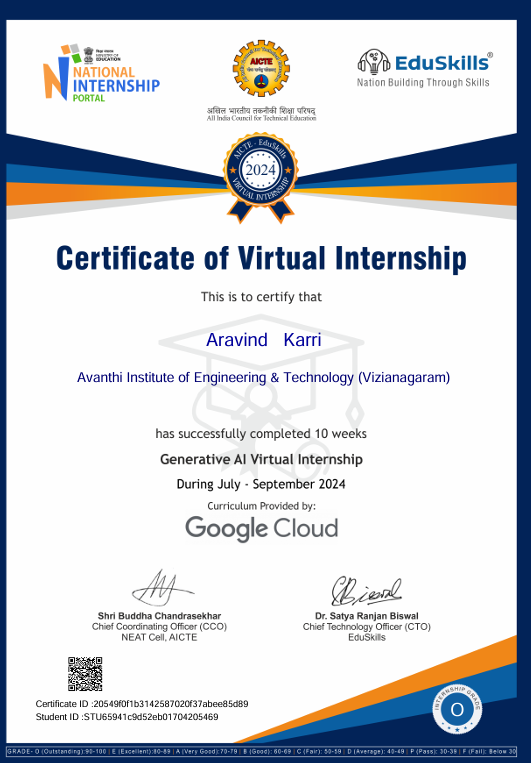 शिक्षा मंत्रालय
MINISTRY OF
EDUCATION
NATIONAL
INTERNSHIP
PORTAL
AICTE
अखिल भारतीय तकनीकी शिक्षा परिषद्
All India Council for Technical Education
EduSkills®
Nation Building Through Skills
AICTE - EduSkills
2024
VIRTUAL INTERNSHIP
Certificate of Virtual Internship
This is to certify that
Aravind Karri
Avanthi Institute of Engineering & Technology (Vizianagaram)
has successfully completed 10 weeks
Generative AI Virtual Internship
During July - September 2024
Curriculum Provided by:
Google Cloud
Shri Buddha Chandrasekhar
Chief Coordinating Officer (CCO)
NEAT Cell, AICTE
Dr. Satya Ranjan Biswal
Chief Technology Officer (CTO)
EduSkills
Certificate ID :20549f0f1b3142587020f37abee85d89
Student ID :STU65941c9d52eb01704205469
INTERNSHIP GRADE
O
GRADE- O (Outstanding):90-100 | E (Excellent):80-89 | A (Very Good):70-79 | B (Good): 60-69 | C (Fair): 50-59 | D (Average): 40-49 | P (Pass): 30-39 | F (Fail): Below 30